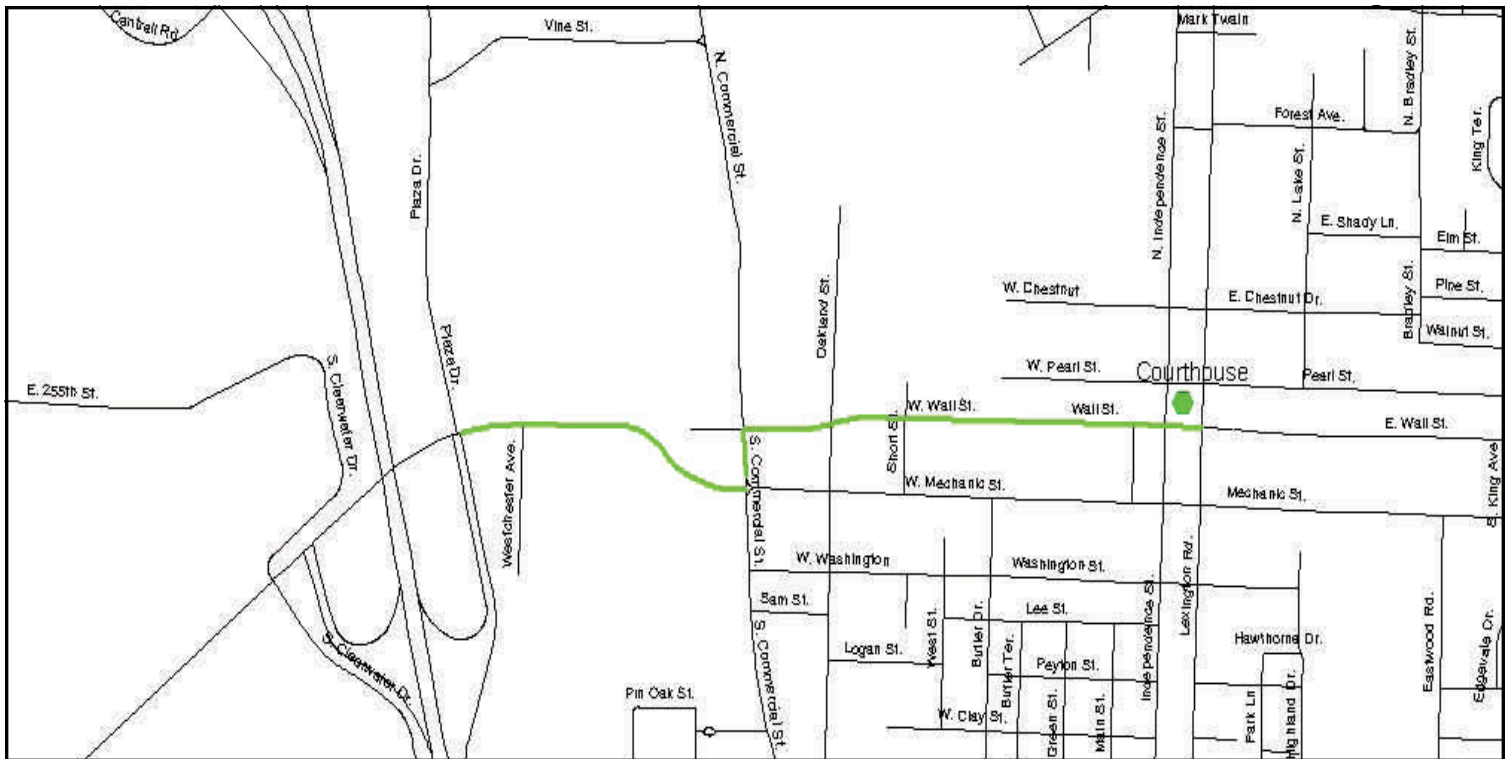 Cantrell Rd.
Vine St.
Mark Twain
N. Commercial St.
N. Bradley St.
Forest Ave.
King Ter.
Plaza Dr.
N. Independence St.
N. Lake St.
E. Shady Ln.
Elm St.
Oakland St.
W. Chestnut
E. Chestnut Dr.
Bradley St.
Pine St.
Walnut St.
Plaza Dr.
W. Pearl St.
Pearl St.
Courthouse
E. 255th St.
S. Clearwater Dr.
W. Wall St.
Wall St.
E. Wall St.
Short St.
S. Commercial St.
Westchester Ave.
W. Mechanic St.
Mechanic St.
S. King Ave.
W. Washington
Washington St.
Lexington Rd.
Sam St.
Lee St.
Independence St.
S. Commercial St.
West St.
Butler Dr.
Butler Ter.
Hawthorne Dr.
Eastwood Rd.
Edgevale Dr.
S. Clearwater Dr.
Logan St.
Peyton St.
Pin Oak St.
W. Clay St.
Green St.
Main St.
Park Ln
Highland Dr.